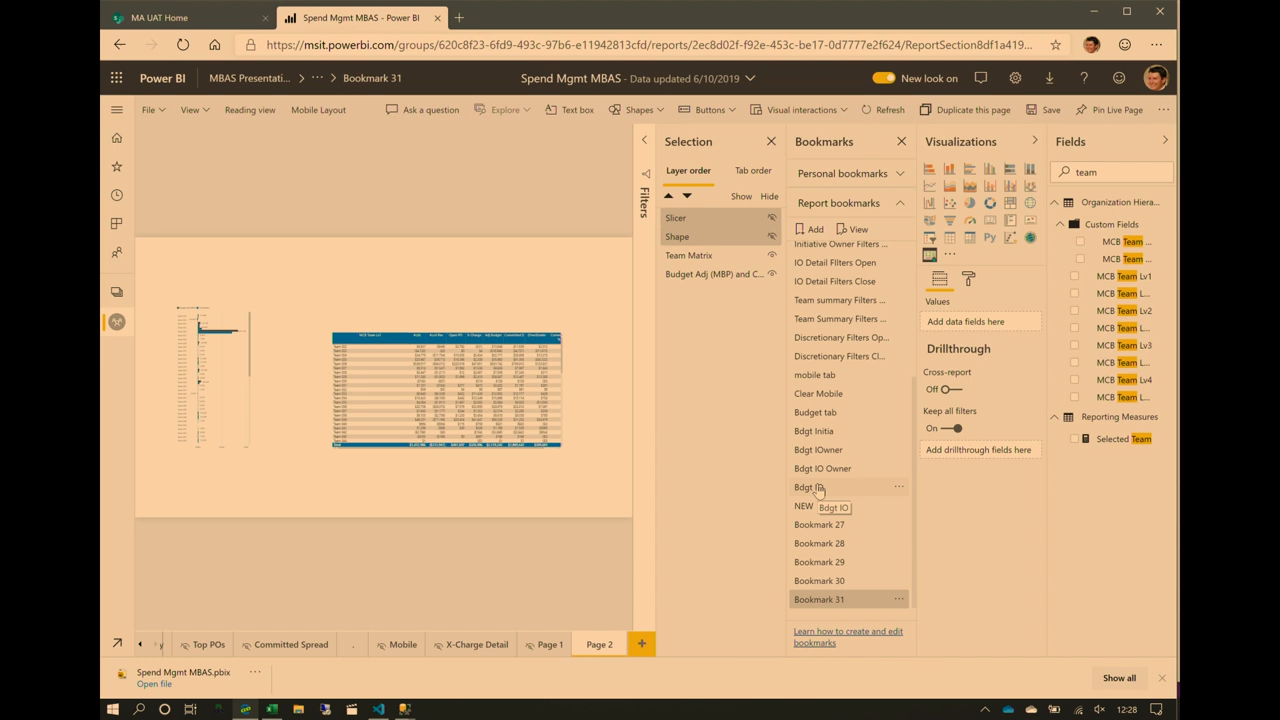 MA UAT Home
Spend Mgmt MBAS - Power BI
https://msit.powerbi.com/groups/620c8f23-6fd9-493c-97b6-e11942813cfd/reports/2ec8d02f-f92e-453c-be17-0d7777e2f624/ReportSection8df1a419...
Power BI
MBAS Presentati...
Bookmark 31
Spend Mgmt MBAS - Data updated 6/10/2019
New look on
File
View
Reading view
Mobile Layout
Ask a question
Explore
Text box
Shapes
Buttons
Visual interactions
Refresh
Duplicate this page
Save
Pin Live Page
Filters
Selection
Layer order
Tab order
Show
Hide
Slicer
Shape
Team Matrix
Budget Adj (MBP) and C...
Bookmarks
Personal bookmarks
Report bookmarks
Add
View
Initiative Owner Filters ...
IO Detail FIlters Open
IO Detail Filters Close
Team summary Filters ...
Team Summary Filters ...
Discretionary Filters Op...
Discretionary Filters Cl...
mobile tab
Clear Mobile
Budget tab
Bdgt Initia
Bdgt IOwner
Bdgt IO Owner
Bdgt IO
NEW
Bdgt IO
Bookmark 27
Bookmark 28
Bookmark 29
Bookmark 30
Bookmark 31
Learn how to create and edit
bookmarks
Visualizations
Values
Add data fields here
Drillthrough
Cross-report
Off
Keep all filters
On
Add drillthrough fields here
Fields
team
Organization Hiera...
Custom Fields
MCB Team ...
MCB Team ...
MCB Team Lv1
MCB Team L...
MCB Team Lv2
MCB Team L...
MCB Team Lv3
MCB Team L...
MCB Team Lv4
MCB Team L...
Reporting Measures
Selected Team
y
Top POs
Committed Spread
.
Mobile
X-Charge Detail
Page 1
Page 2
Spend Mgmt MBAS.pbix
Open file
Show all
12:28